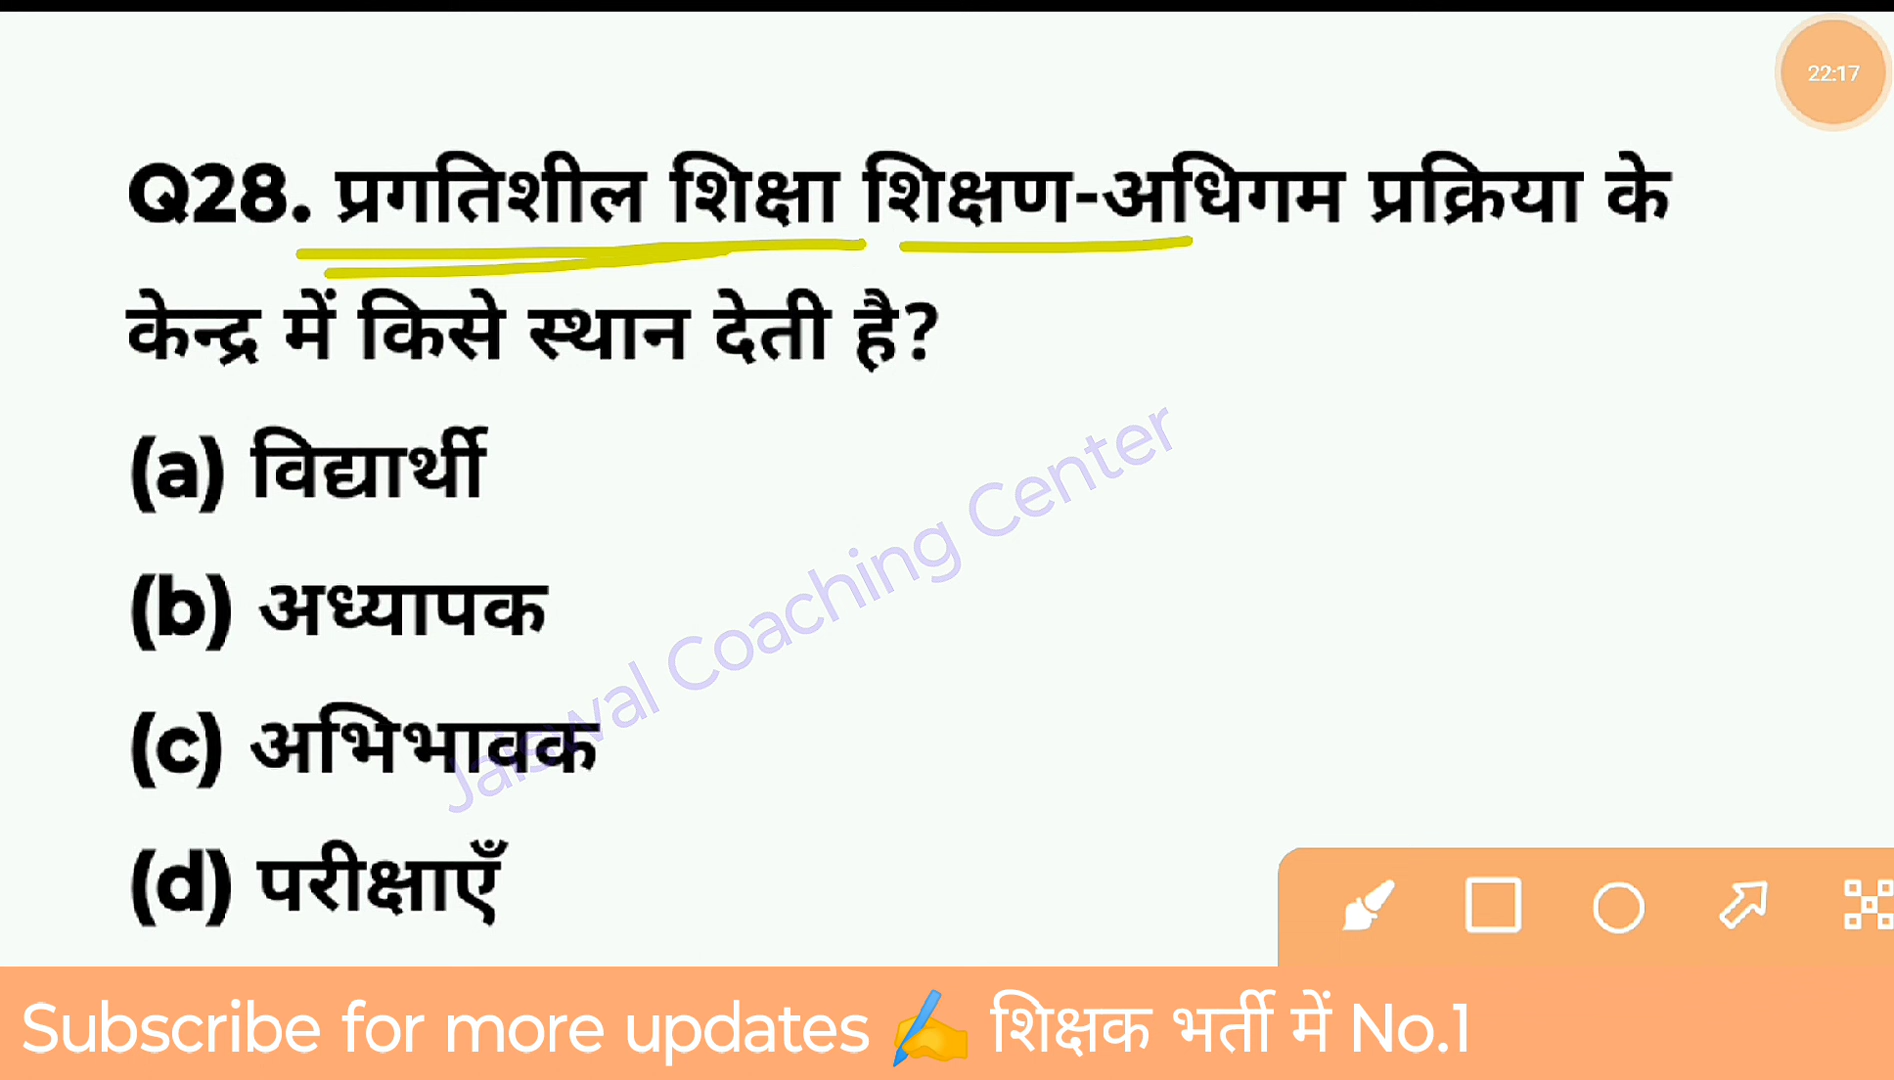 22:17
Q28. प्रगतिशील शिक्षा शिक्षण-अधिगम प्रक्रिया के
केन्द्र में किसे स्थान देती है?
(a) विद्यार्थी
(b) अध्यापक
(c) अभिभावक
(d) परीक्षाएँ
Jaiswal Coaching Center
Subscribe for more updates ✍️ शिक्षक भर्ती में No.1